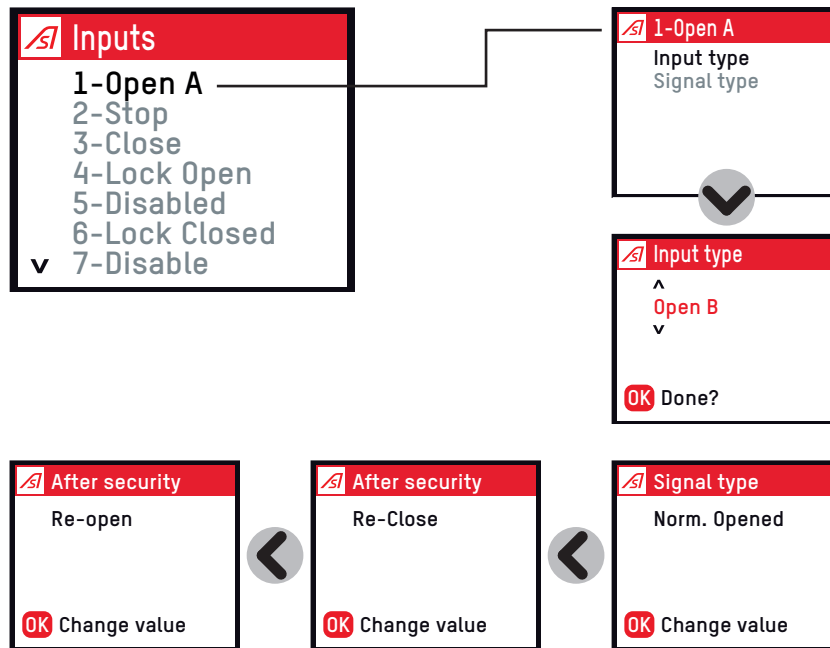 Inputs
1-Open A
2-Stop
3-Close
4-Lock Open
5-Disabled
6-Lock Closed
7-Disable
1-Open A
Input type
Signal type
Input type
Open B
OK Done?
After security
Re-open
OK Change value
After security
Re-Close
OK Change value
Signal type
Norm. Opened
OK Change value